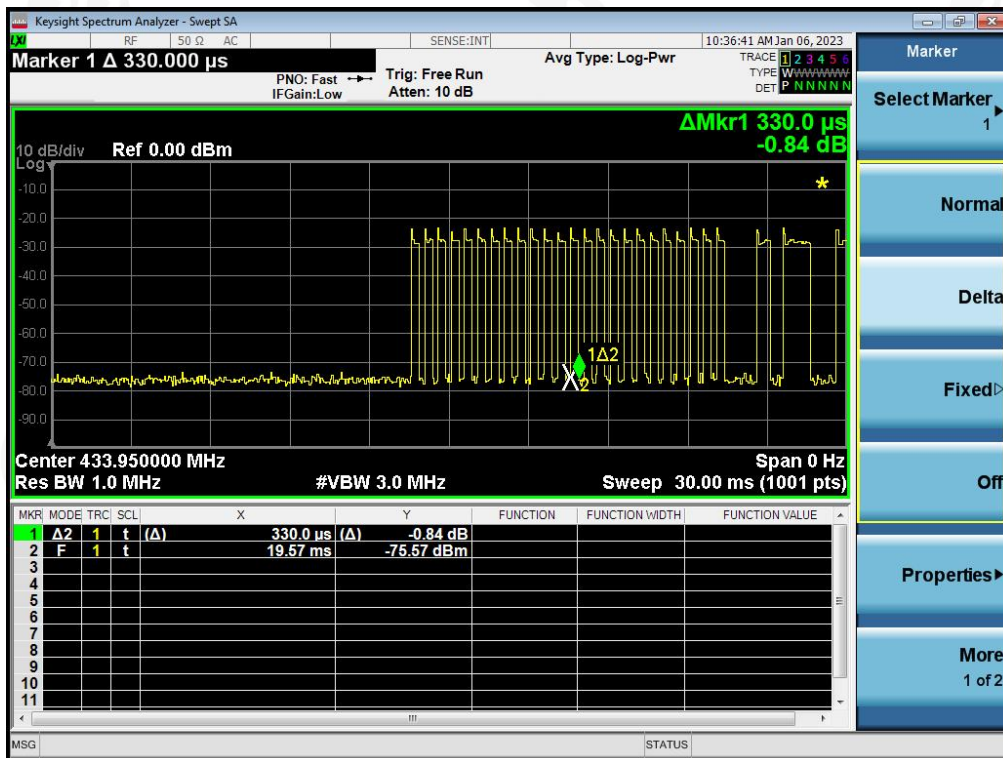 Keysight Spectrum Analyzer - Swept SA
LXI RF 50 Ω AC SENSE:INT 10:36:41 AM Jan 06, 2023
Marker 1 Δ 330.000 µs
PNO: Fast
IFGain:Low
Trig: Free Run
Atten: 10 dB
Avg Type: Log-Pwr
TRACE 1 2 3 4 5 6
TYPE WWWWWW
DET P N N N N N
ΔMkr1 330.0 µs
-0.84 dB
10 dB/div Ref 0.00 dBm
Log
-10.0
-20.0
-30.0
-40.0
-50.0
-60.0
-70.0
-80.0
-90.0
*
1Δ2
X2
Center 433.950000 MHz Span 0 Hz
Res BW 1.0 MHz #VBW 3.0 MHz Sweep 30.00 ms (1001 pts)
MKR MODE TRC SCL X Y FUNCTION FUNCTION WIDTH FUNCTION VALUE
1 Δ2 1 t (Δ) 330.0 µs (Δ) -0.84 dB
2 F 1 t 19.57 ms -75.57 dBm
3
4
5
6
7
8
9
10
11
MSG STATUS
Marker
Select Marker
1
Normal
Delta
Fixed
Off
Properties
More
1 of 2